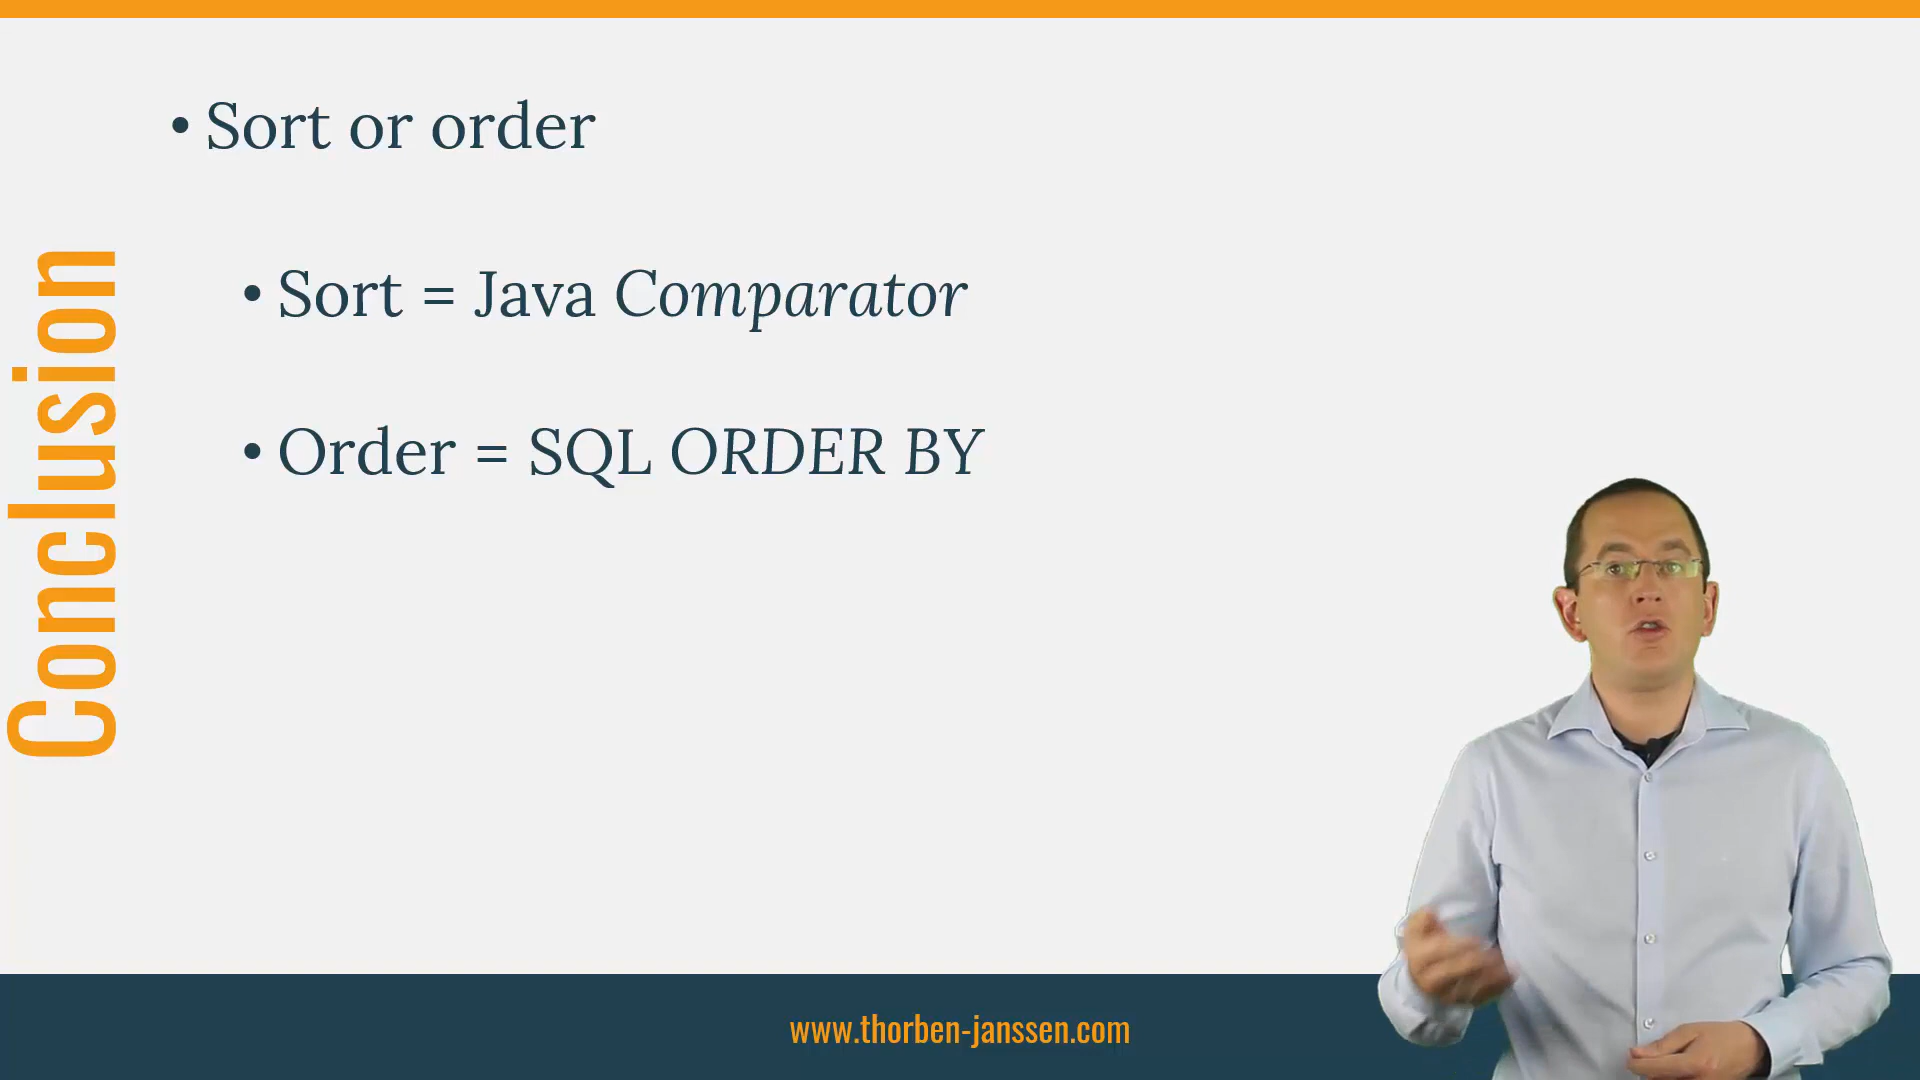 Conclusion
• Sort or order
• Sort = Java Comparator
• Order = SQL ORDER BY
www.thorben-janssen.com